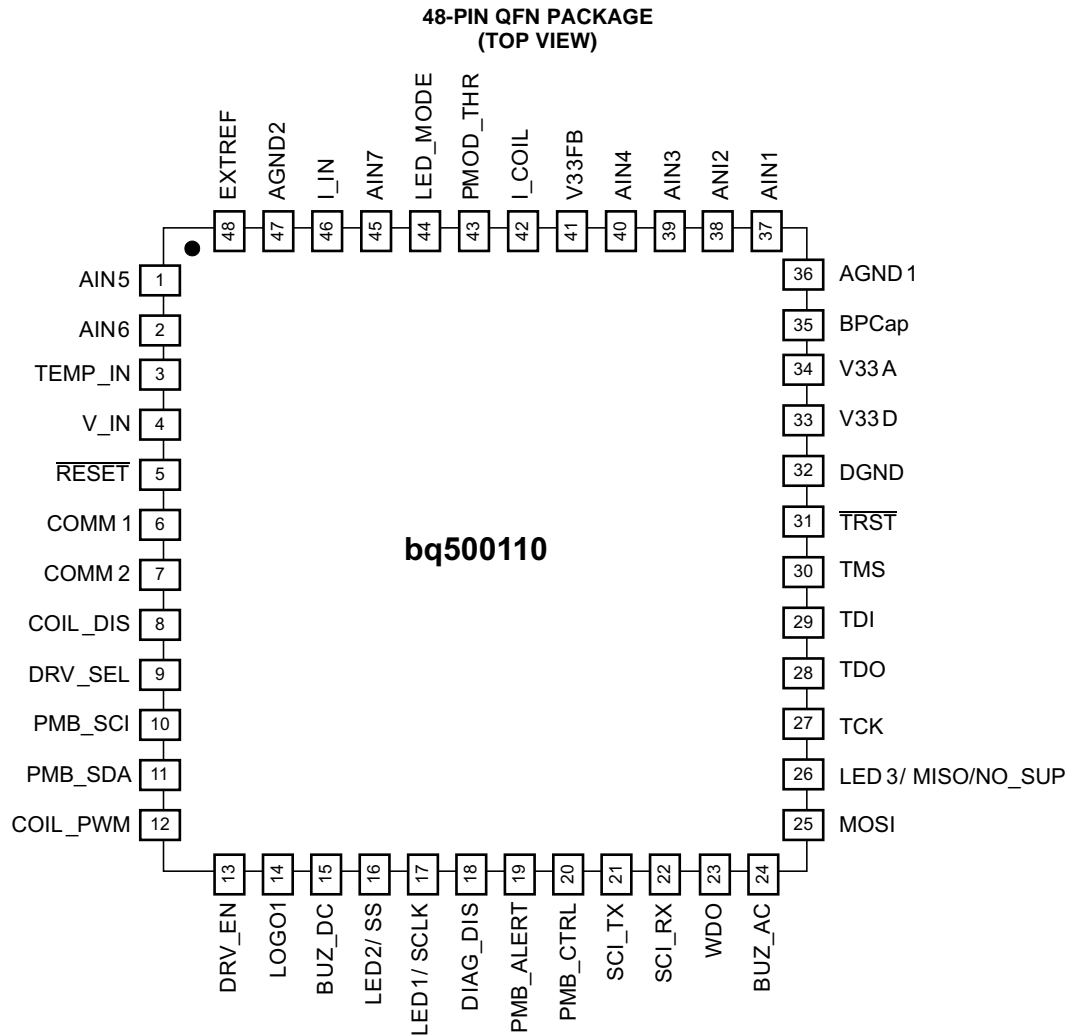 48-PIN QFN PACKAGE
(TOP VIEW)
EXTREF
AGND2
I_IN
AIN7
LED_MODE
PMOD_THR
I_COIL
V33FB
AIN4
AIN3
ANI2
AIN1
48
47
46
45
44
43
42
41
40
39
38
37
AIN5 1
AIN6 2
TEMP_IN 3
V_IN 4
RESET 5
COMM 1 6
COMM 2 7
COIL_DIS 8
DRV_SEL 9
PMB_SCI 10
PMB_SDA 11
COIL_PWM 12
bq500110
36 AGND 1
35 BPCap
34 V33 A
33 V33 D
32 DGND
31 TRST
30 TMS
29 TDI
28 TDO
27 TCK
26 LED 3/ MISO/NO_SUP
25 MOSI
13
14
15
16
17
18
19
20
21
22
23
24
DRV_EN
LOGO1
BUZ_DC
LED2/ SS
LED1/ SCLK
DIAG_DIS
PMB_ALERT
PMB_CTRL
SCI_TX
SCI_RX
WDO
BUZ_AC